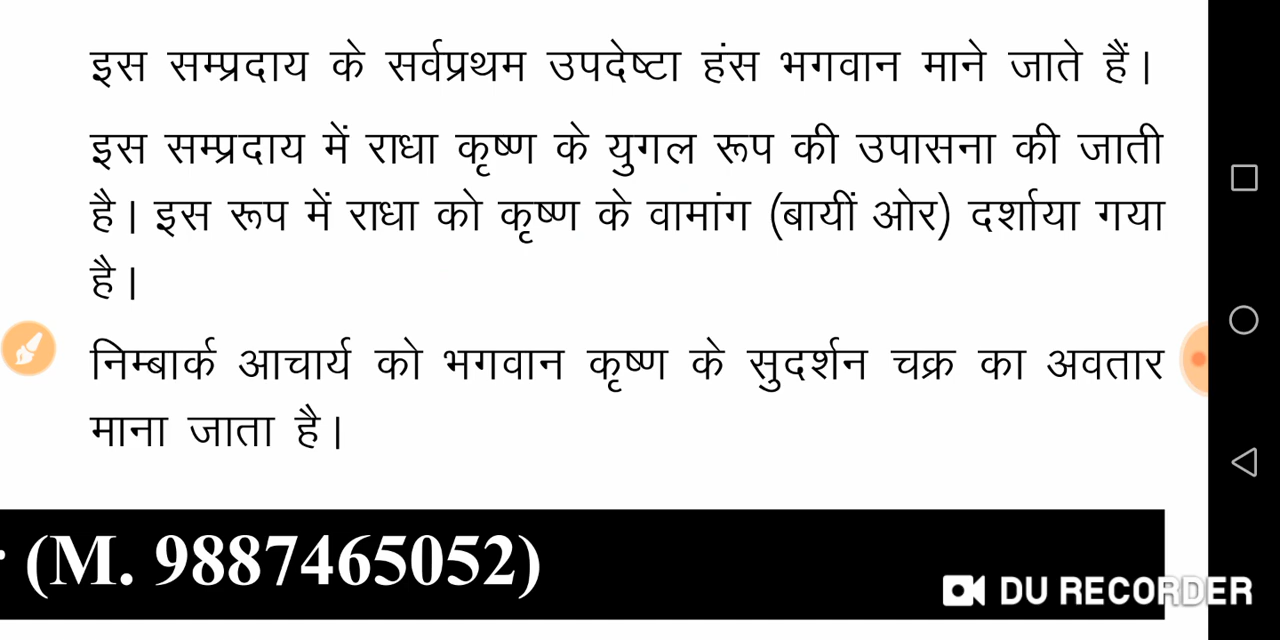 इस सम्प्रदाय के सर्वप्रथम उपदेष्टा हंस भगवान माने जाते हैं।
इस सम्प्रदाय में राधा कृष्ण के युगल रूप की उपासना की जाती
है। इस रूप में राधा को कृष्ण के वामांग (बायीं ओर) दर्शाया गया
है।
निम्बार्क आचार्य को भगवान कृष्ण के सुदर्शन चक्र का अवतार
माना जाता है।
(M. 9887465052)
DU RECORDER